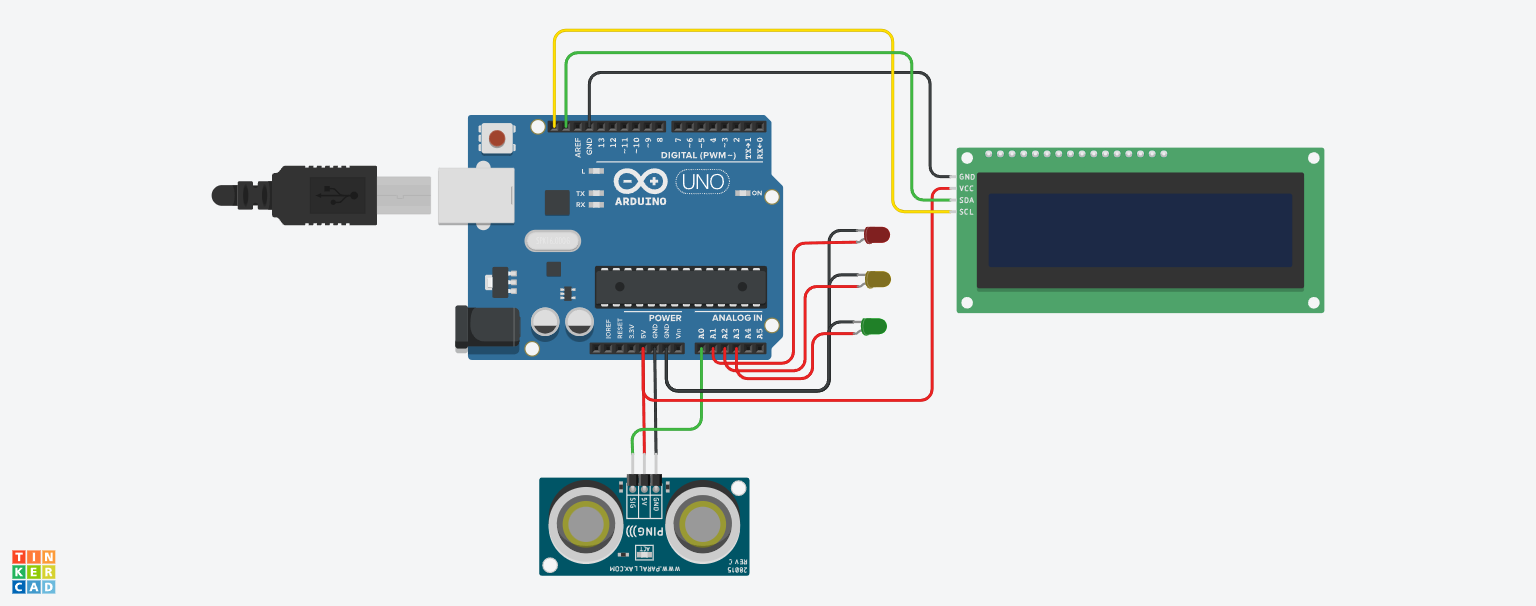 AREF
GND
13
12
~11
~10
~9
8
7
~6
~5
4
~3
2
TX→1
RX←0
DIGITAL (PWM~)
L
TX
RX
ARDUINO
UNO
ON
POWER
ANALOG IN
IOREF
RESET
3.3V
5V
GND
GND
Vin
A0
A1
A2
A3
A4
A5
GND
VCC
SDA
SCL
SIG
5V
GND
PING)))
ACT
WWW.PARALLAX.COM
28015
REV C
TIN
KER
CAD